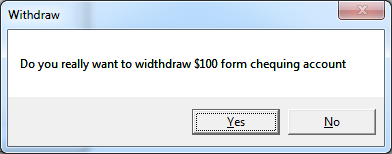 Withdraw
Do you really want to widthdraw $100 form chequing account
Yes
No